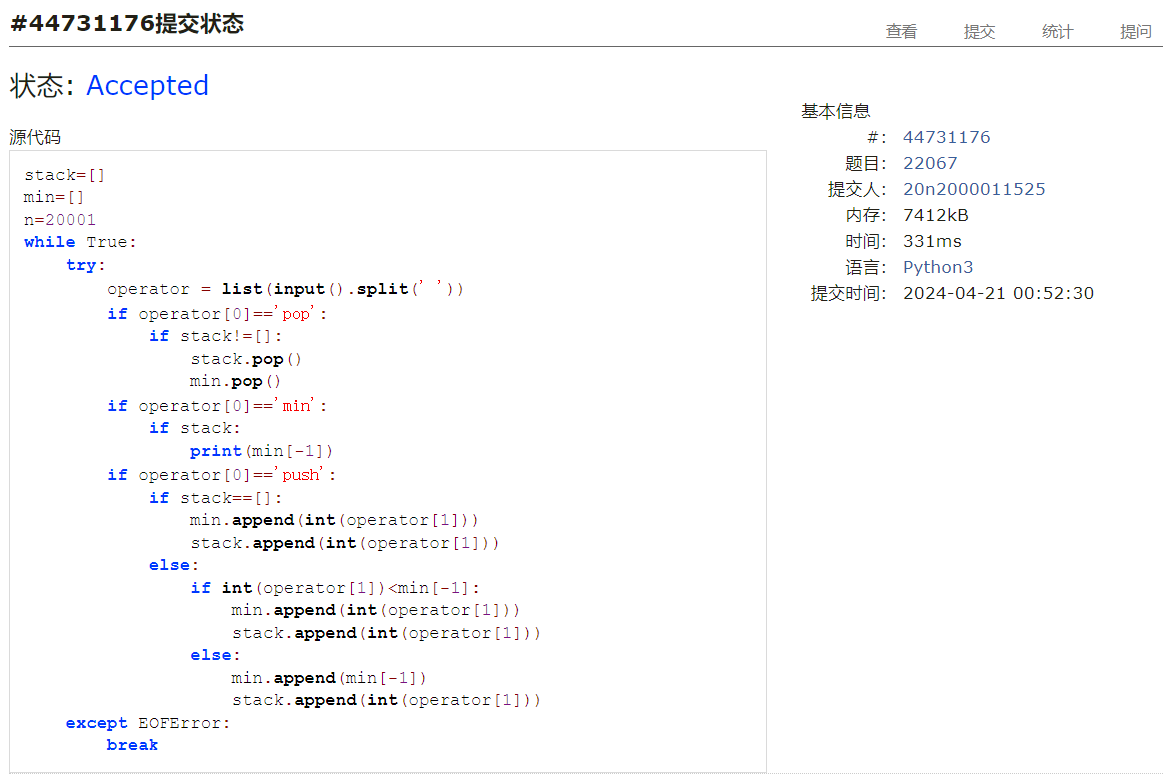 #44731176提交状态
查看 提交 统计 提问
状态: Accepted
源代码
stack=[]
min=[]
n=20001
while True:
    try:
        operator = list(input().split(' '))
        if operator[0]=='pop':
            if stack!=[]:
                stack.pop()
                min.pop()
        if operator[0]=='min':
            if stack:
                print(min[-1])
        if operator[0]=='push':
            if stack==[]:
                min.append(int(operator[1]))
                stack.append(int(operator[1]))
            else:
                if int(operator[1])<min[-1]:
                    min.append(int(operator[1]))
                    stack.append(int(operator[1]))
                else:
                    min.append(min[-1])
                    stack.append(int(operator[1]))
    except EOFError:
        break
基本信息
#: 44731176
题目: 22067
提交人: 20n2000011525
内存: 7412kB
时间: 331ms
语言: Python3
提交时间: 2024-04-21 00:52:30